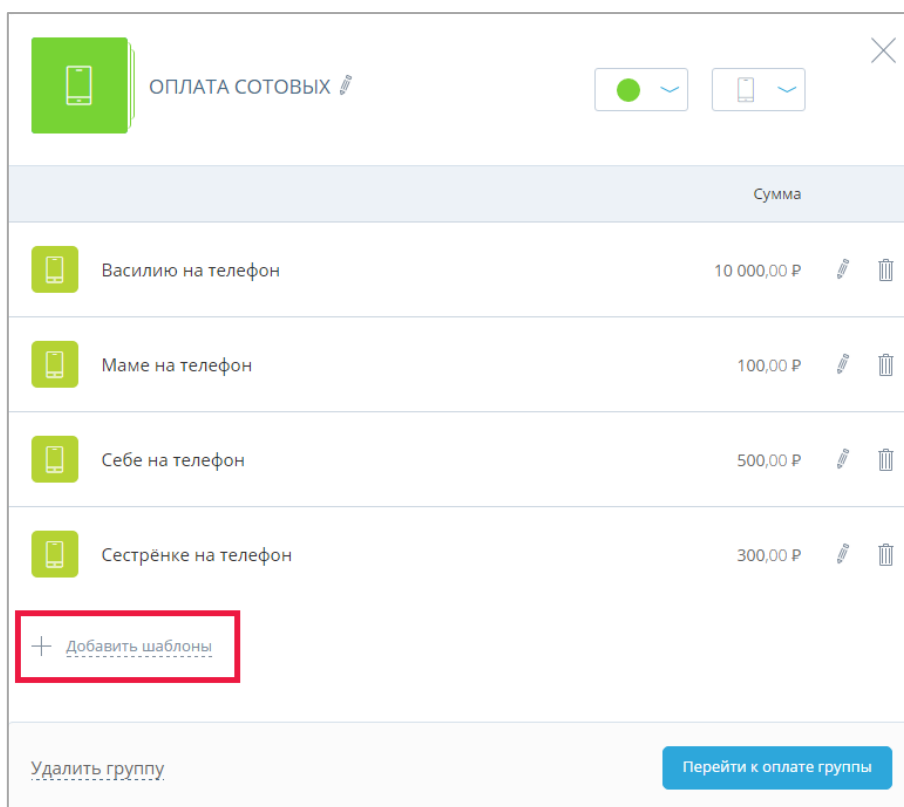 ОПЛАТА СОТОВЫХ
Сумма
Василию на телефон 10 000,00 ₽
Маме на телефон 100,00 ₽
Себе на телефон 500,00 ₽
Сестрёнке на телефон 300,00 ₽
Добавить шаблоны
Удалить группу Перейти к оплате группы